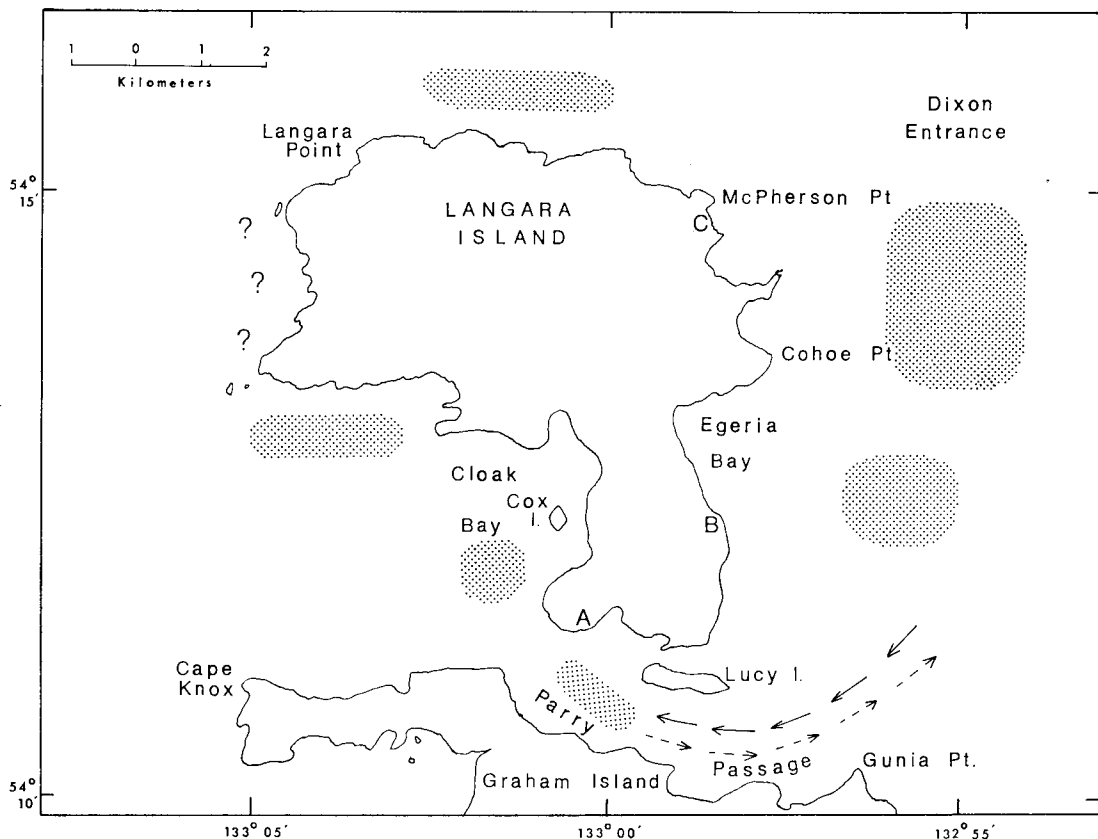 1 0 1 2
Kilometers
Dixon
Entrance
Langara
Point
54°
15'
McPherson Pt
C
LANGARA
ISLAND
?
?
?
Cohoe Pt.
Egeria
Bay
Cloak
Cox
I.
Bay
B
A
Cape
Knox
Lucy I.
Parry
Passage
Gunia Pt.
Graham Island
54°
10'
133° 05' 133° 00' 132° 55'